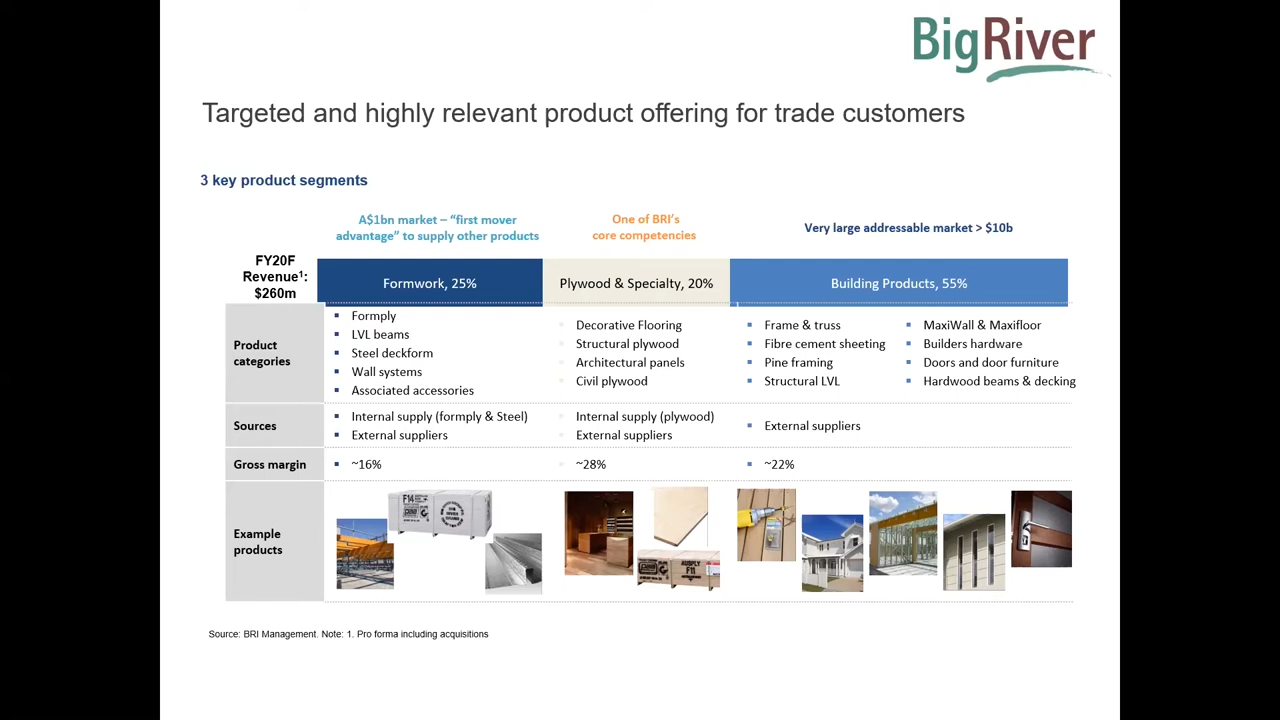 BigRiver
Targeted and highly relevant product offering for trade customers
3 key product segments
A$1bn market – “first mover
advantage” to supply other products
One of BRI’s
core competencies
Very large addressable market > $10b
FY20F
Revenue¹:
$260m
Formwork, 25%
Plywood & Specialty, 20%
Building Products, 55%
Product
categories
Formply
LVL beams
Steel deckform
Wall systems
Associated accessories
Decorative Flooring
Structural plywood
Architectural panels
Civil plywood
Frame & truss
Fibre cement sheeting
Pine framing
Structural LVL
MaxiWall & Maxifloor
Builders hardware
Doors and door furniture
Hardwood beams & decking
Sources
Internal supply (formply & Steel)
External suppliers
Internal supply (plywood)
External suppliers
External suppliers
Gross margin
~16%
~28%
~22%
Example
products
F14
AUSPLY
F11
Source: BRI Management. Note: 1. Pro forma including acquisitions